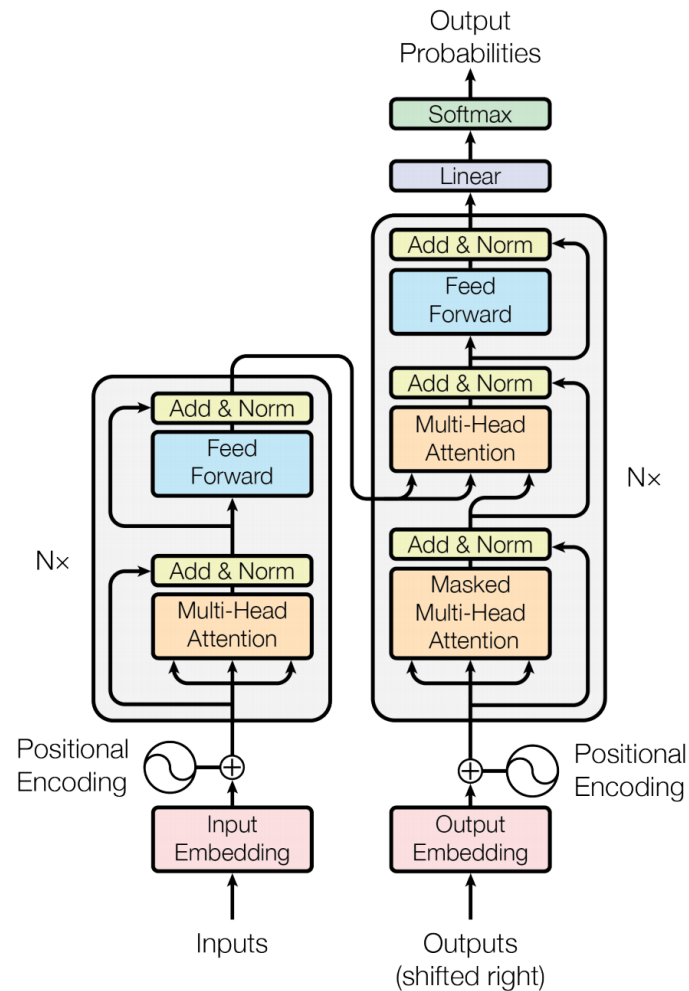 Output
Probabilities
Softmax
Linear
Add & Norm
Feed
Forward
Add & Norm
Multi-Head
Attention
Add & Norm
Masked
Multi-Head
Attention
N×
Add & Norm
Feed
Forward
Add & Norm
Multi-Head
Attention
N×
Positional
Encoding
Positional
Encoding
Input
Embedding
Output
Embedding
Inputs
Outputs
(shifted right)